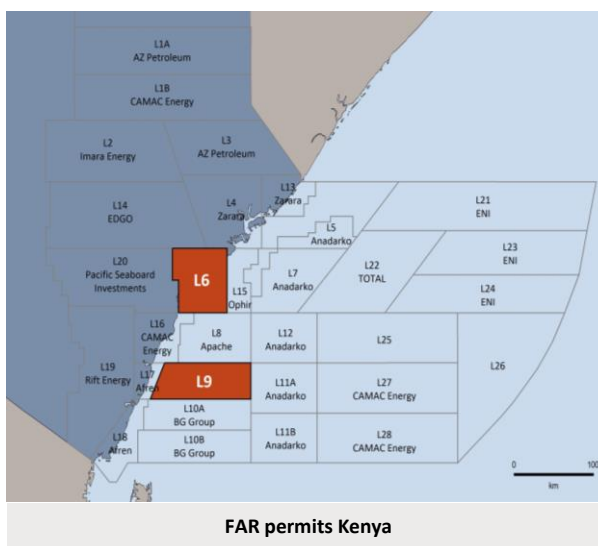 L1A
AZ Petroleum
L1B
CAMAC Energy
L2
Imara Energy
L3
AZ Petroleum
L13
Zarara
L21
ENI
L14
EDGO
L4
Zarara
L5
Anadarko
L23
ENI
L20
Pacific Seaboard
Investments
L6
L15
Ophir
L7
Anadarko
L22
TOTAL
L24
ENI
L16
CAMAC
Energy
L8
Apache
L12
Anadarko
L25
L26
L19
Rift Energy
L17
Afren
L9
L11A
Anadarko
L27
CAMAC Energy
L10A
BG Group
L18
Afren
L10B
BG Group
L11B
Anadarko
L28
CAMAC Energy
0
100
km
FAR permits Kenya